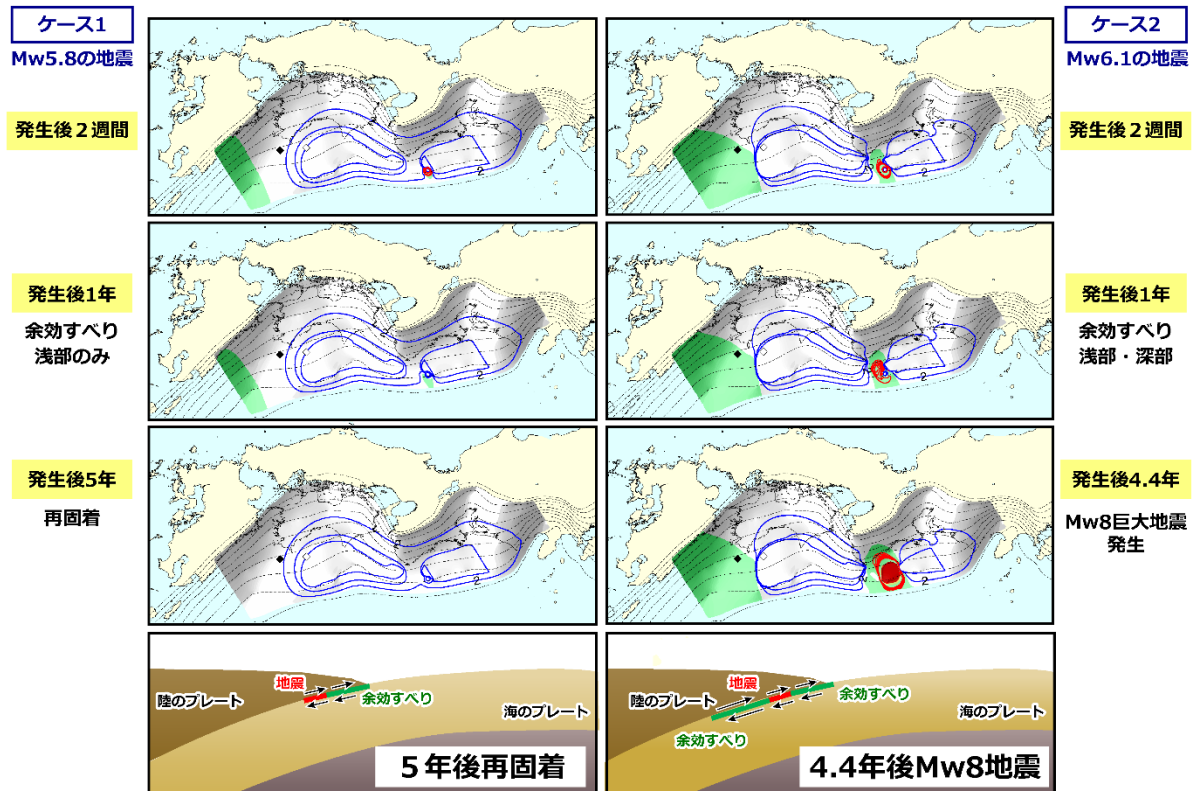 ケース1
Mw5.8の地震
ケース2
Mw6.1の地震
発生後２週間
2
発生後２週間
2
発生後1年
余効すべり
浅部のみ
2
発生後1年
余効すべり
浅部・深部
2
発生後5年
再固着
2
発生後4.4年
Mw8巨大地震
発生
2
陸のプレート
地震
余効すべり
海のプレート
５年後再固着
陸のプレート
地震
余効すべり
余効すべり
海のプレート
4.4年後Mw8地震